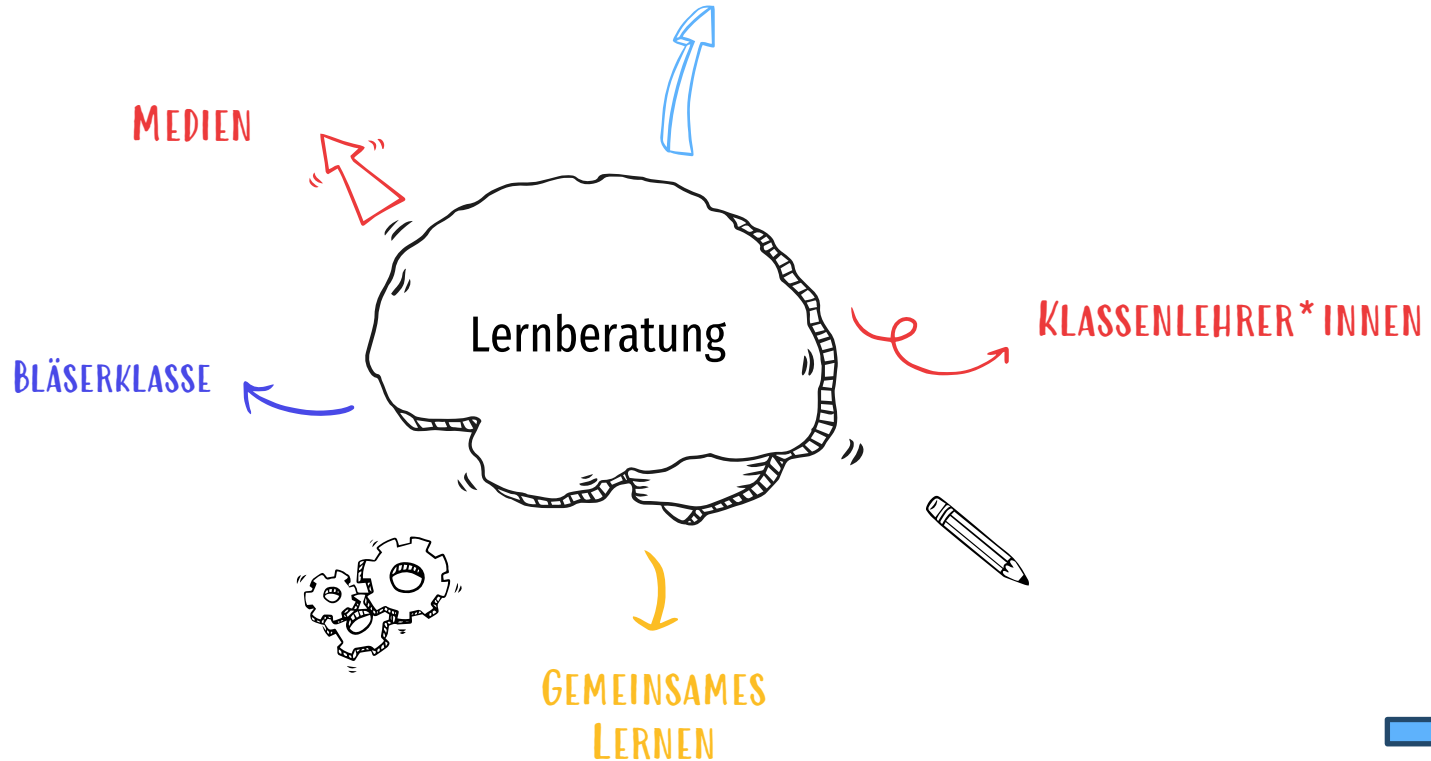 MEDIEN
Lernberatung
KLASSENLEHRER*INNEN
BLÄSERKLASSE
GEMEINSAMES
LERNEN